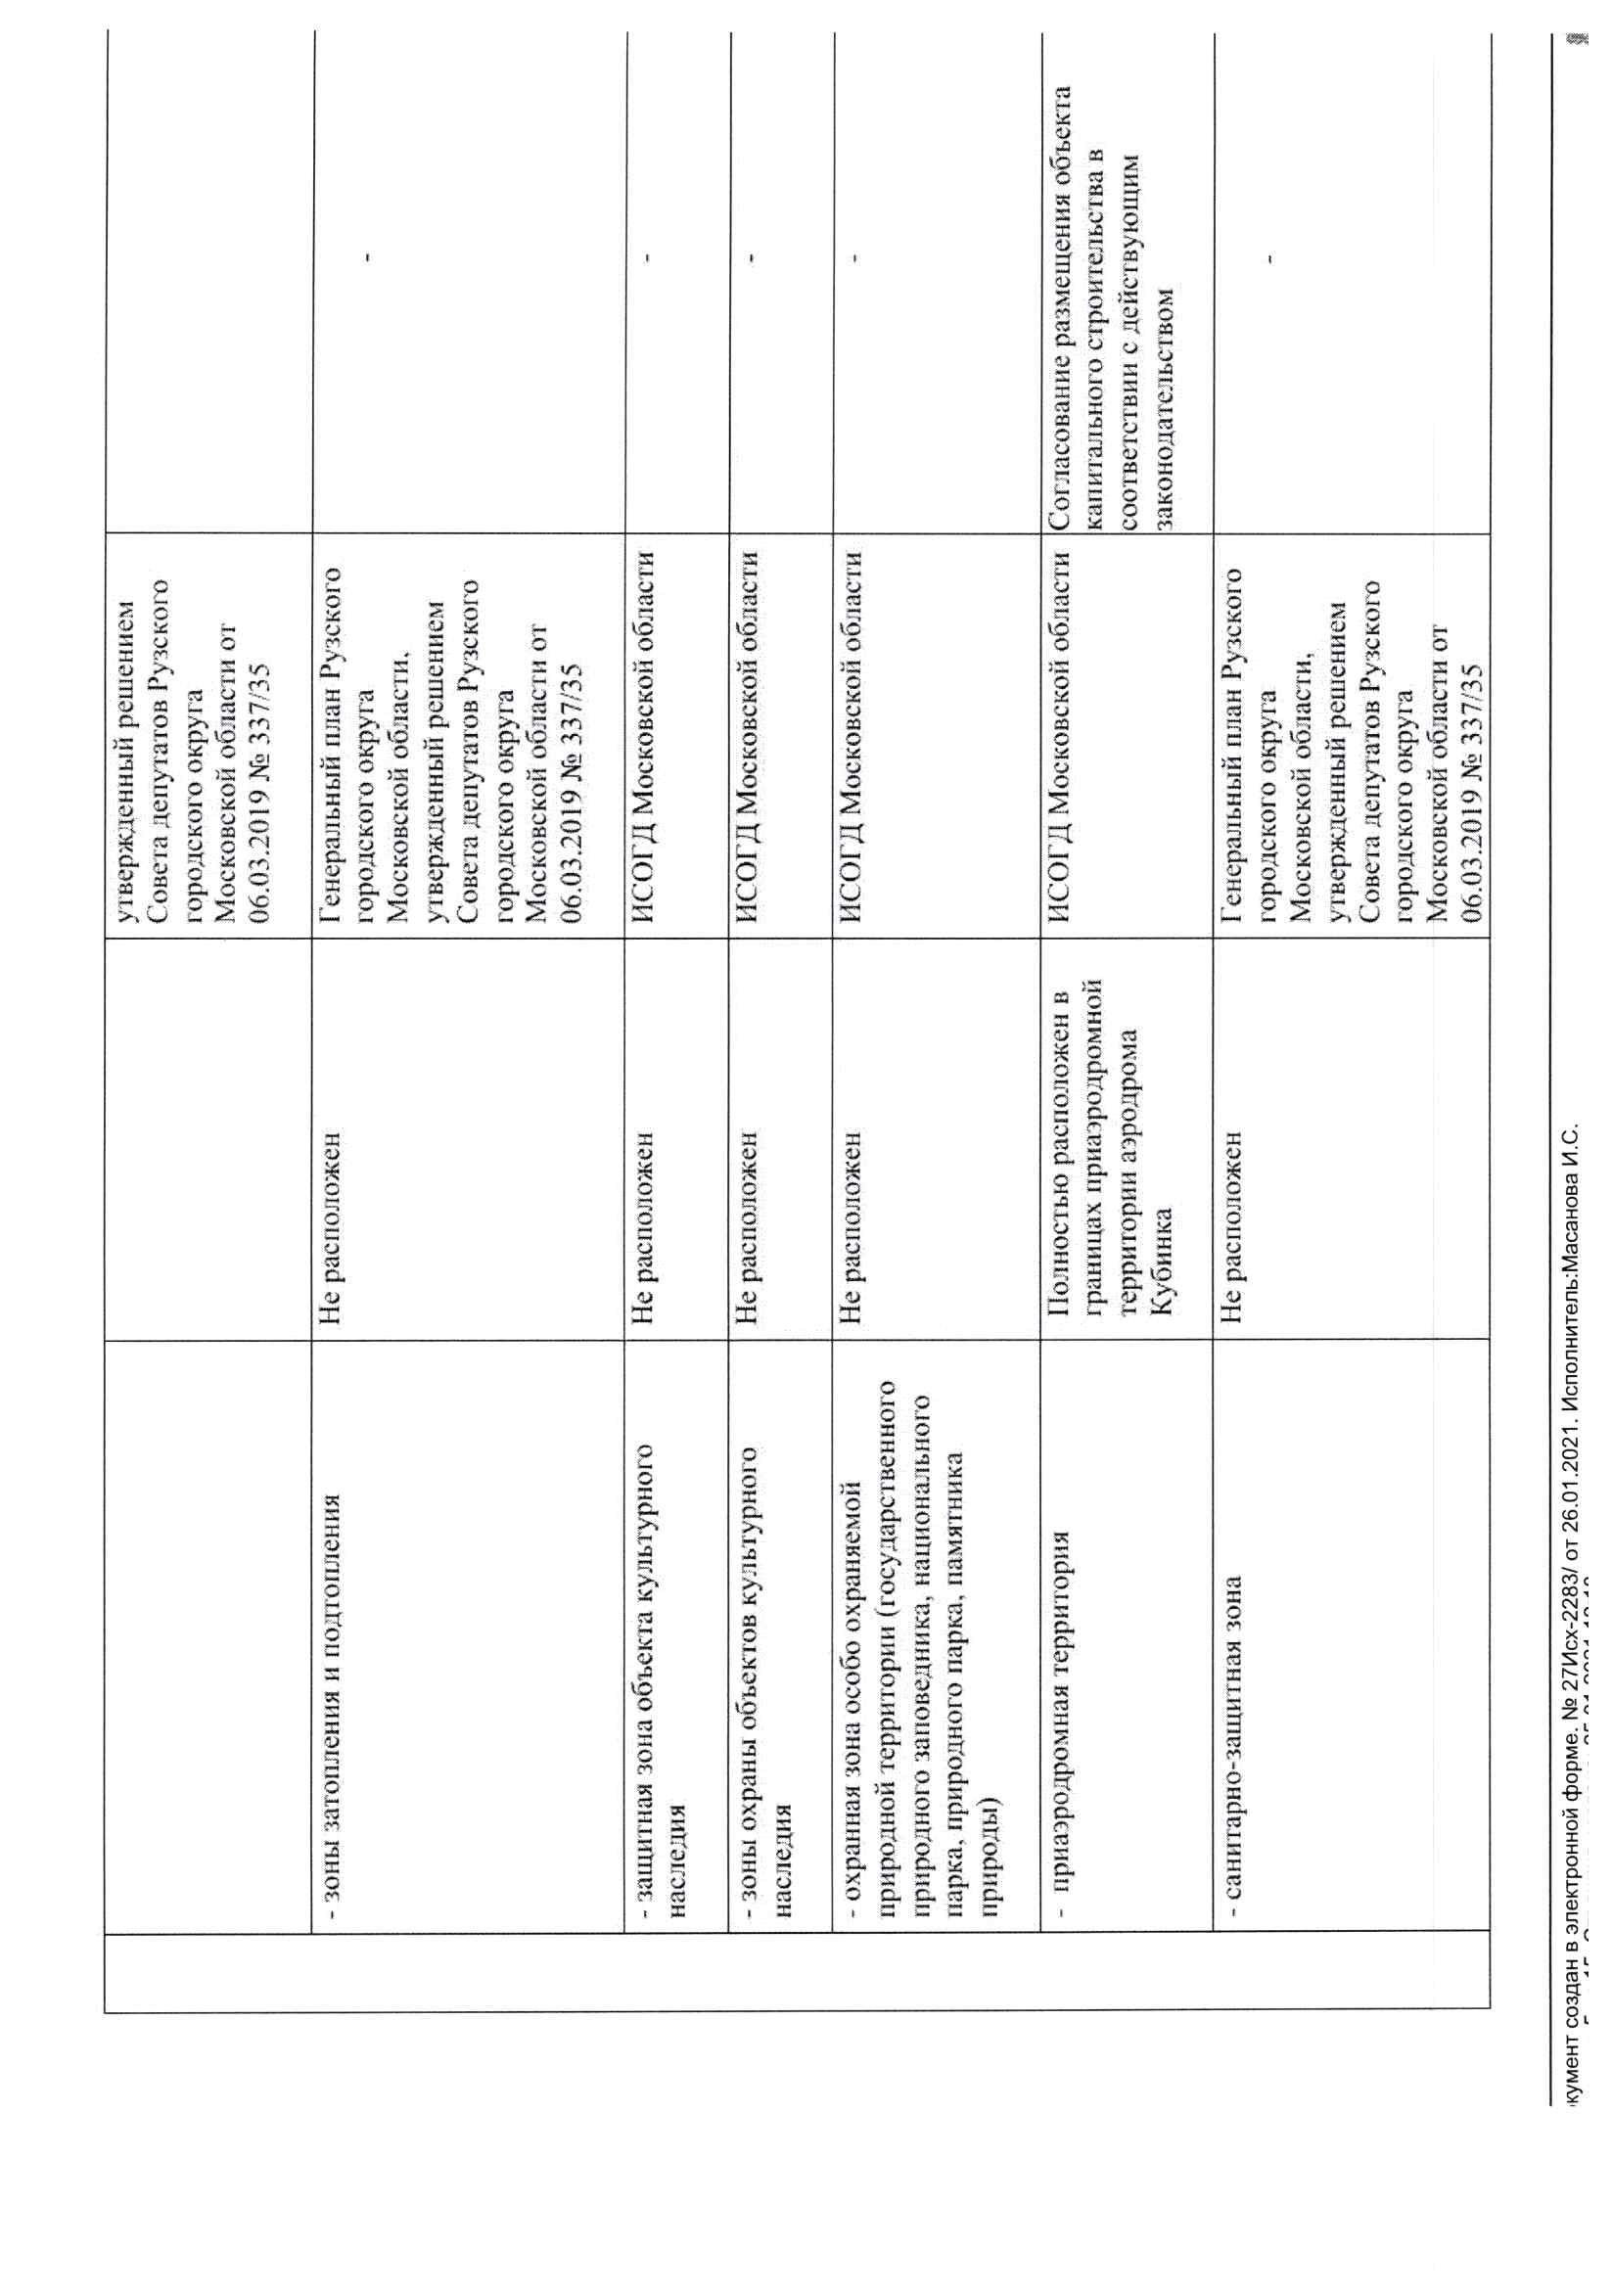 утвержденный решением
Совета депутатов Рузского
городского округа
Московской области от
06.03.2019 № 337/35
- зоны затопления и подтопления
Не расположен
Генеральный план Рузского
городского округа
Московской области,
утвержденный решением
Совета депутатов Рузского
городского округа
Московской области от
06.03.2019 № 337/35
-
- защитная зона объекта культурного
наследия
Не расположен
ИСОГД Московской области
-
- зоны охраны объектов культурного
наследия
Не расположен
ИСОГД Московской области
-
- охранная зона особо охраняемой
природной территории (государственного
природного заповедника, национального
парка, природного парка, памятника
природы)
Не расположен
ИСОГД Московской области
-
- приаэродромная территория
Полностью расположен в
границах приаэродромной
территории аэродрома
Кубинка
ИСОГД Московской области
Согласование размещения объекта
капитального строительства в
соответствии с действующим
законодательством
- санитарно-защитная зона
Не расположен
Генеральный план Рузского
городского округа
Московской области,
утвержденный решением
Совета депутатов Рузского
городского округа
Московской области от
06.03.2019 № 337/35
-
кумент создан в электронной форме. № 27Исх-2283/ от 26.01.2021. Исполнитель:Масанова И.С.